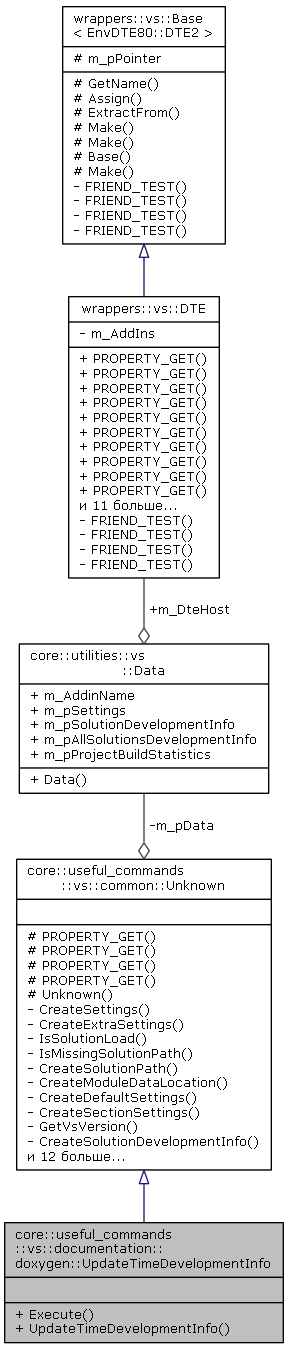 wrappers::vs::Base
< EnvDTE80::DTE2 >
# m_pPointer
# GetName()
# Assign()
# ExtractFrom()
# Make()
# Make()
# Base()
# Make()
- FRIEND_TEST()
- FRIEND_TEST()
- FRIEND_TEST()
- FRIEND_TEST()
wrappers::vs::DTE
- m_AddIns
+ PROPERTY_GET()
+ PROPERTY_GET()
+ PROPERTY_GET()
+ PROPERTY_GET()
+ PROPERTY_GET()
+ PROPERTY_GET()
+ PROPERTY_GET()
+ PROPERTY_GET()
+ PROPERTY_GET()
+ PROPERTY_GET()
и 11 больше...
- FRIEND_TEST()
- FRIEND_TEST()
- FRIEND_TEST()
- FRIEND_TEST()
+m_DteHost
core::utilities::vs
::Data
+ m_AddinName
+ m_pSettings
+ m_pSolutionDevelopmentInfo
+ m_pAllSolutionsDevelopmentInfo
+ m_pProjectBuildStatistics
+ Data()
-m_pData
core::useful_commands
::vs::common::Unknown
# PROPERTY_GET()
# PROPERTY_GET()
# PROPERTY_GET()
# PROPERTY_GET()
# Unknown()
- CreateSettings()
- CreateExtraSettings()
- IsSolutionLoad()
- IsMissingSolutionPath()
- CreateSolutionPath()
- CreateModuleDataLocation()
- CreateDefaultSettings()
- CreateSectionSettings()
- GetVsVersion()
- CreateSolutionDevelopmentInfo()
и 12 больше...
core::useful_commands
::vs::documentation::
doxygen::UpdateTimeDevelopmentInfo
+ Execute()
+ UpdateTimeDevelopmentInfo()